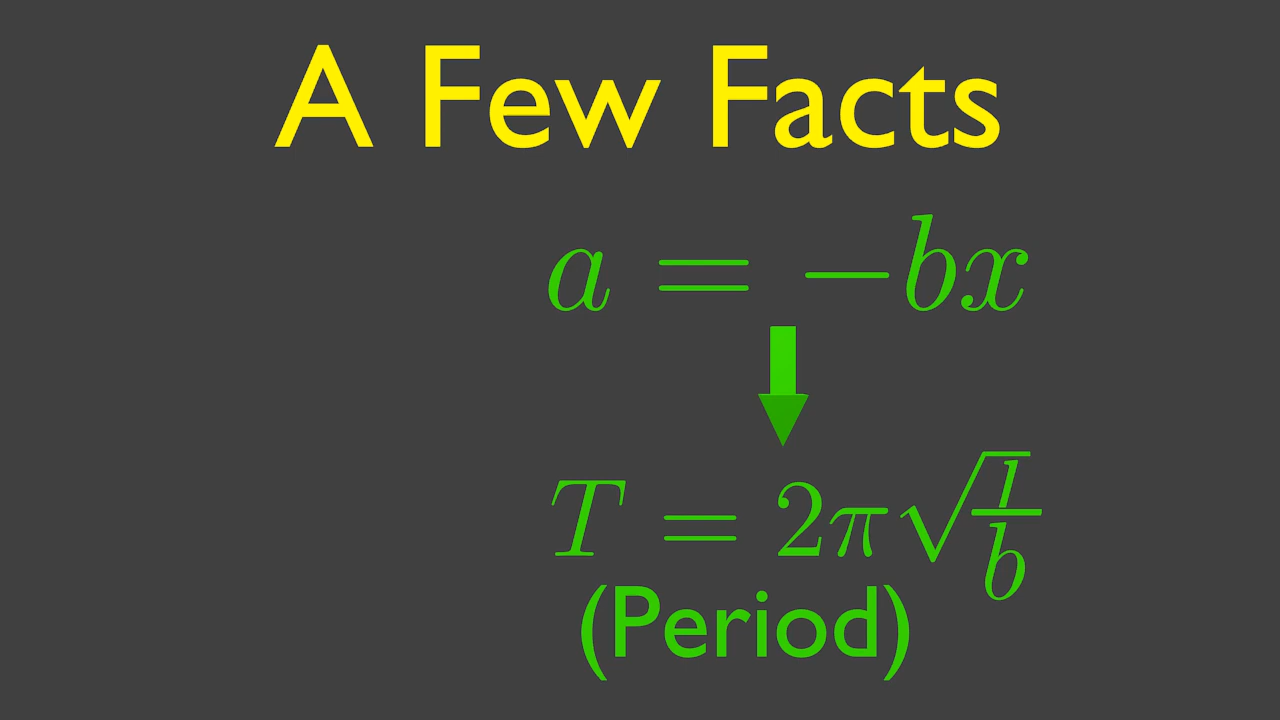 A Few Facts
a = −bx
T = 2π√(1/b)
(Period)